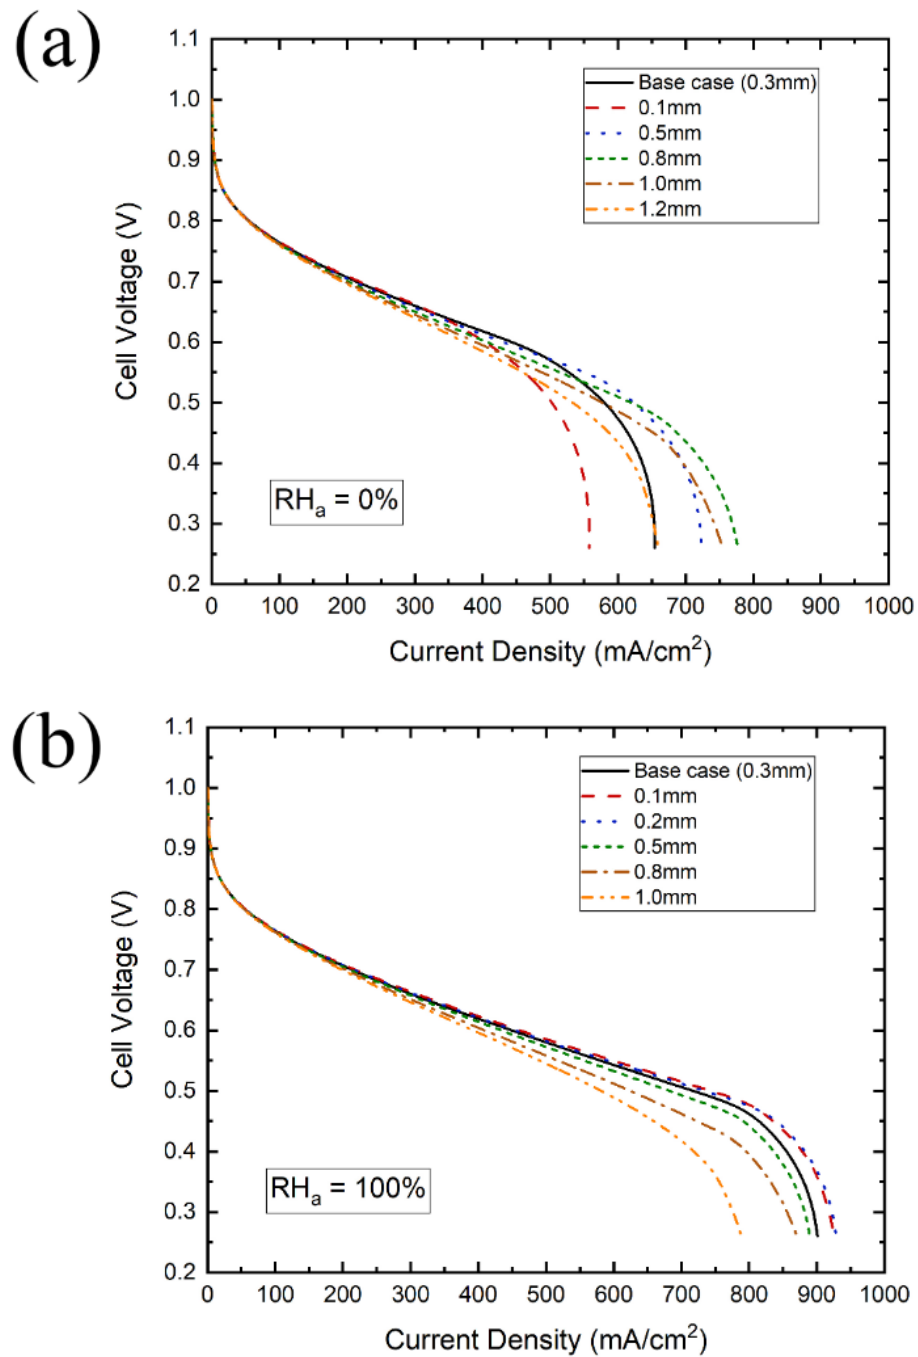 (a)
1.1
1.0
0.9
0.8
0.7
0.6
0.5
0.4
0.3
0.2
Cell Voltage (V)
Base case (0.3mm)
0.1mm
0.5mm
0.8mm
1.0mm
1.2mm
RHₐ = 0%
0 100 200 300 400 500 600 700 800 900 1000
Current Density (mA/cm²)
(b)
1.1
1.0
0.9
0.8
0.7
0.6
0.5
0.4
0.3
0.2
Cell Voltage (V)
Base case (0.3mm)
0.1mm
0.2mm
0.5mm
0.8mm
1.0mm
RHₐ = 100%
0 100 200 300 400 500 600 700 800 900 1000
Current Density (mA/cm²)